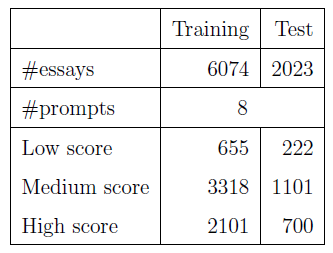 Training Test
#essays 6074 2023
#prompts 8
Low score 655 222
Medium score 3318 1101
High score 2101 700